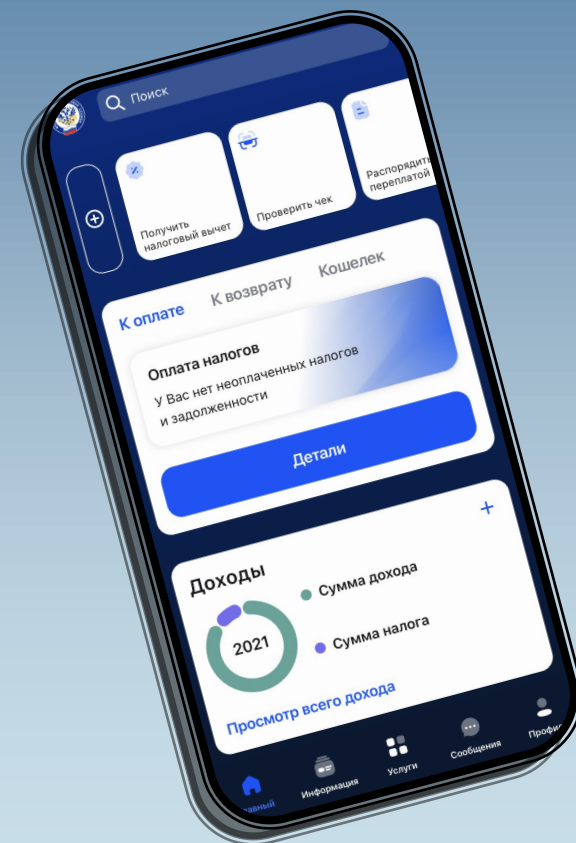 Поиск
Получить
налоговый вычет
Проверить чек
переплатой
К оплате
К возврату
Кошелек
Оплата налогов
У Вас нет неоплаченных налогов
и задолженности
Детали
Доходы
2021
Сумма дохода
Сумма налога
Просмотр всего дохода
Информация
Услуги
Сообщения